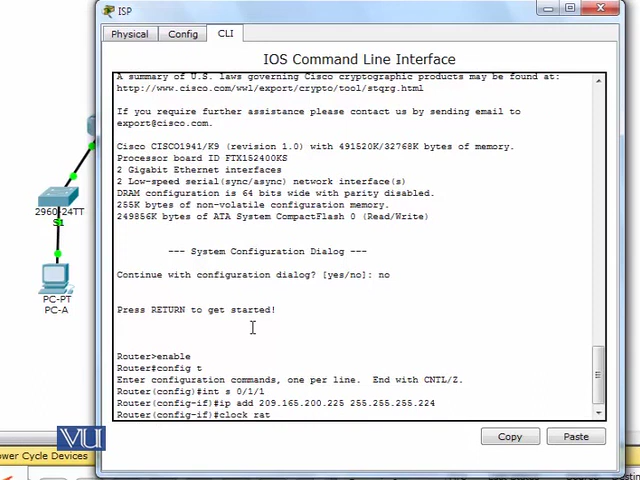 ISP
Physical Config CLI
IOS Command Line Interface
A summary of U.S. laws governing Cisco cryptographic products may be found at:
http://www.cisco.com/wwl/export/crypto/tool/stqrg.html
If you require further assistance please contact us by sending email to
export@cisco.com.
Cisco CISCO1941/K9 (revision 1.0) with 491520K/32768K bytes of memory.
Processor board ID FTX152400KS
2 Gigabit Ethernet interfaces
2 Low-speed serial(sync/async) network interface(s)
DRAM configuration is 64 bits wide with parity disabled.
255K bytes of non-volatile configuration memory.
249856K bytes of ATA System CompactFlash 0 (Read/Write)
--- System Configuration Dialog ---
Continue with configuration dialog? [yes/no]: no
Press RETURN to get started!
Router>enable
Router#config t
Enter configuration commands, one per line. End with CNTL/Z.
Router(config)#int s 0/1/1
Router(config-if)#ip add 209.165.200.225 255.255.255.224
Router(config-if)#clock rat
Copy Paste
2960-24TT
S1
PC-PT
PC-A
VU
ower Cycle Devices